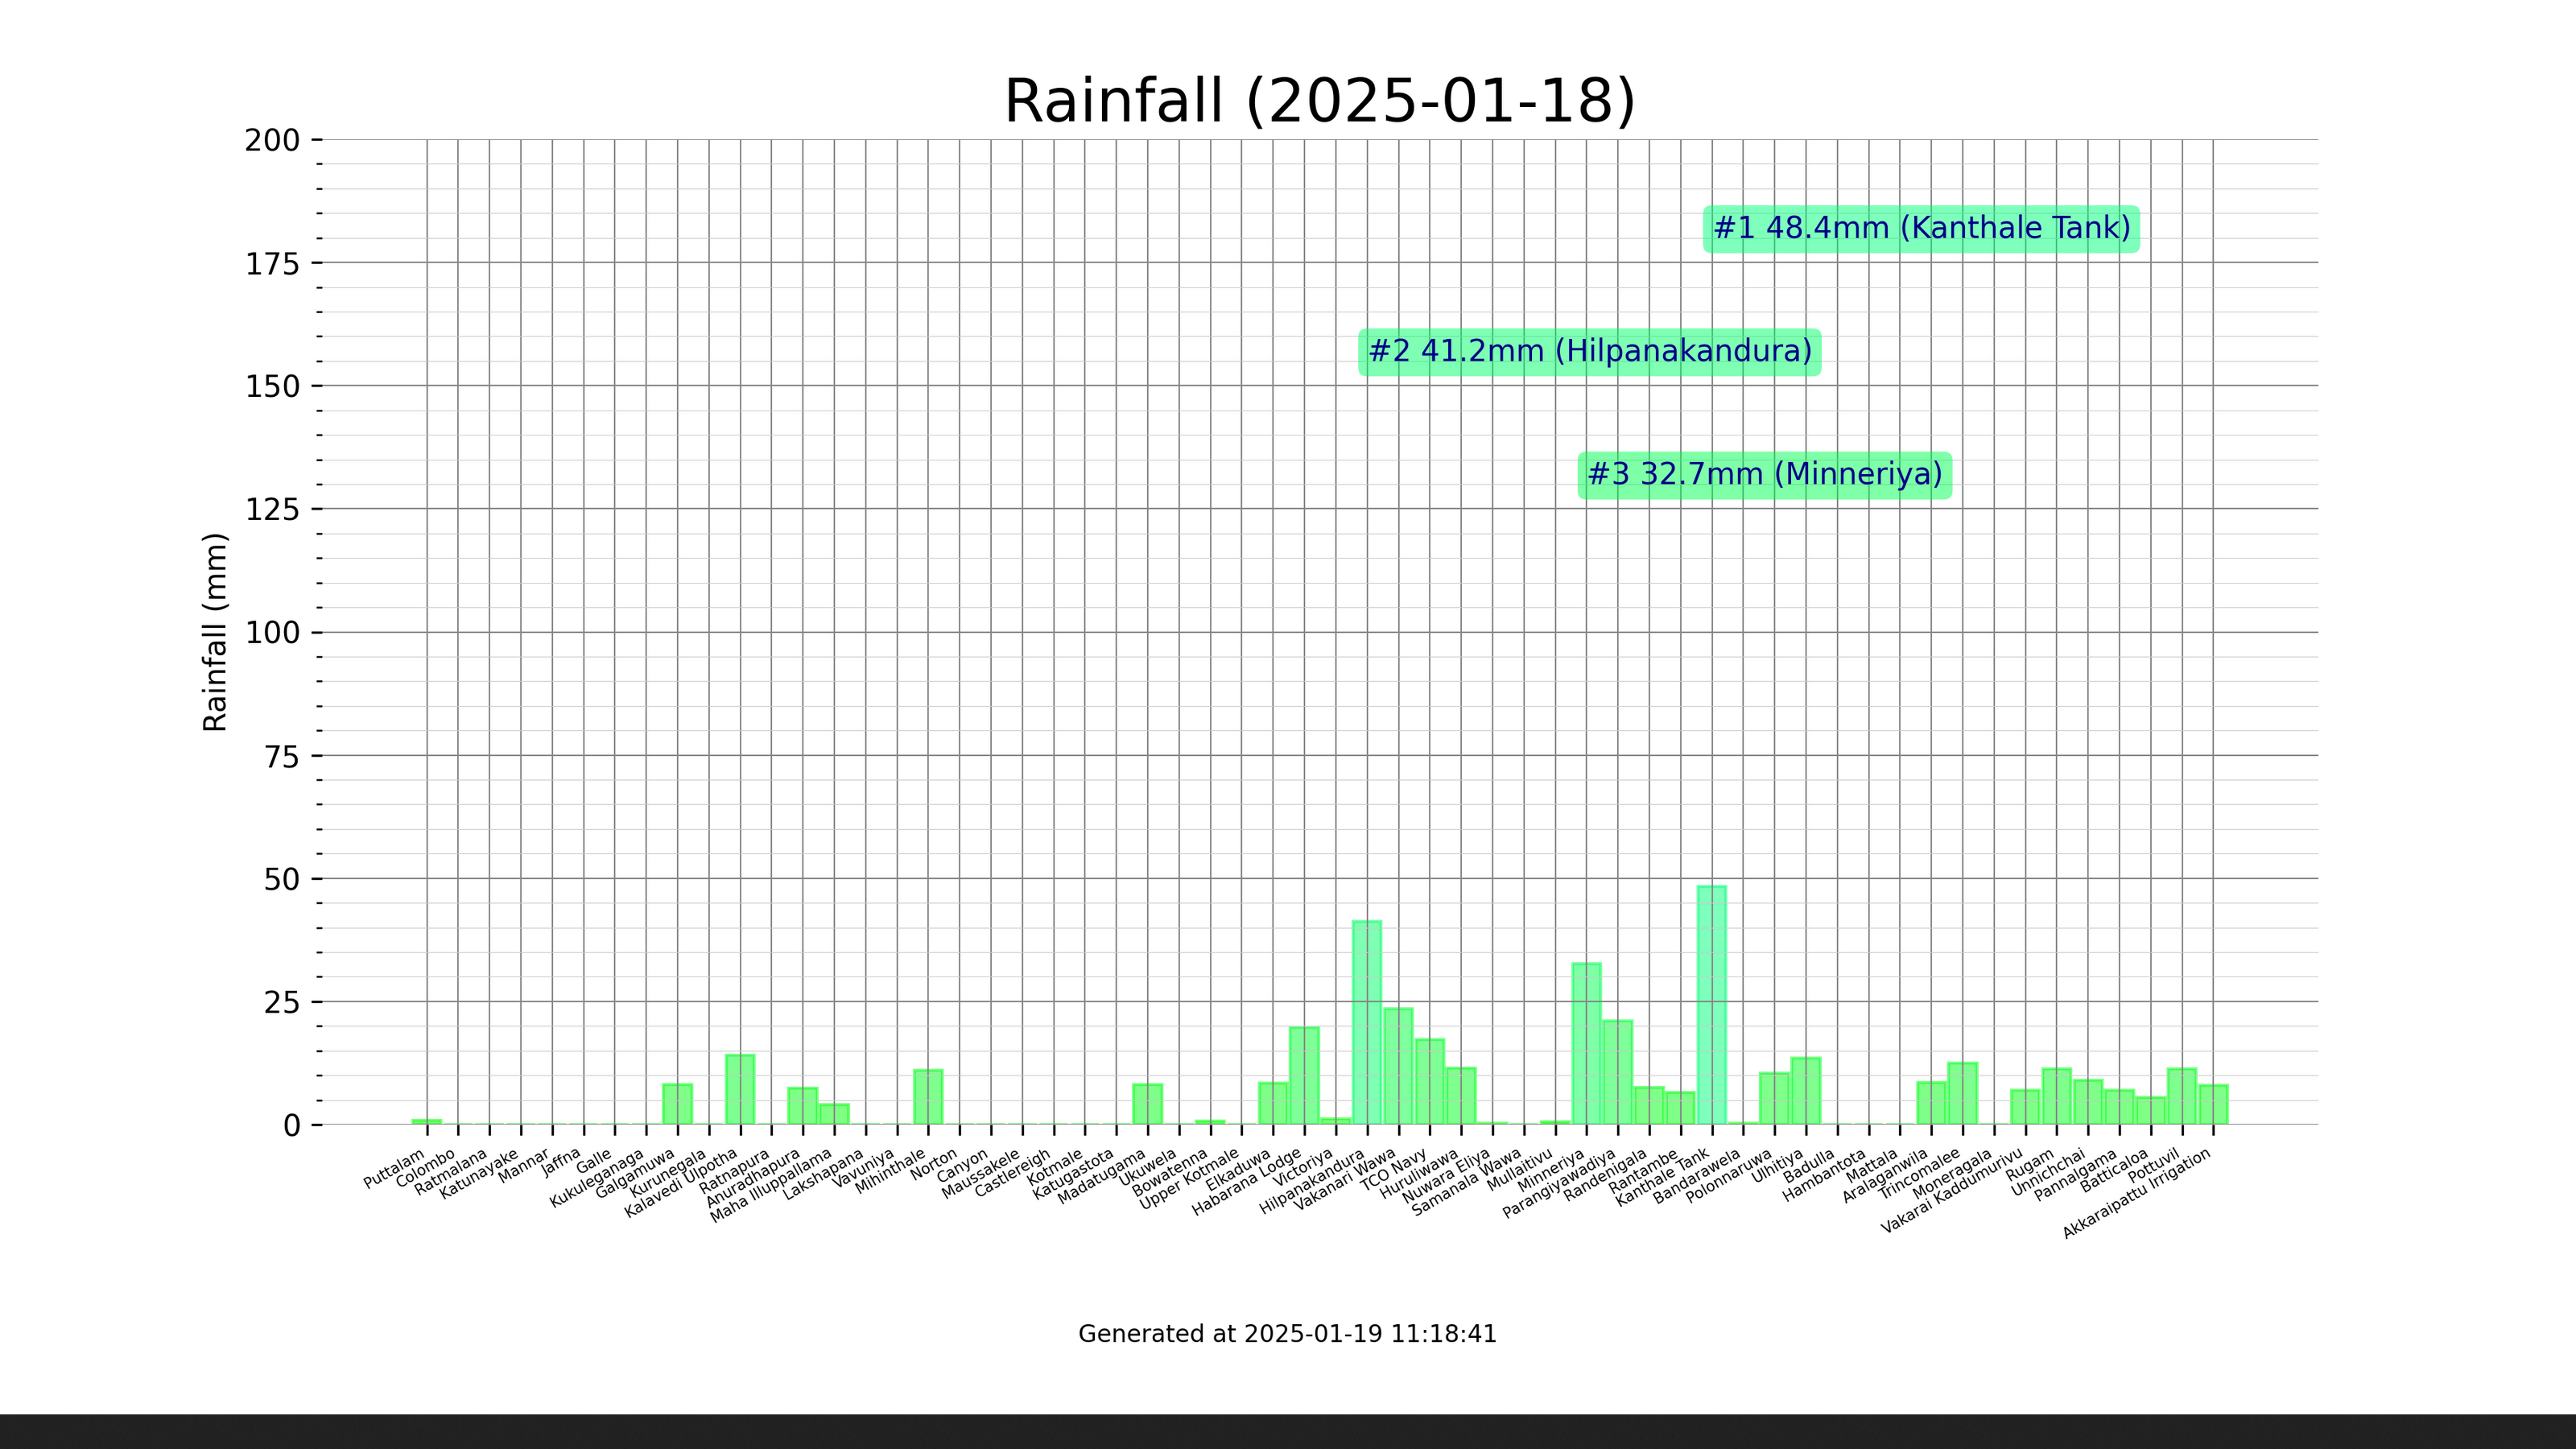 Rainfall (2025-01-18)
200
175
150
125
100
75
50
25
0
Rainfall (mm)
#1 48.4mm (Kanthale Tank)
#2 41.2mm (Hilpanakandura)
#3 32.7mm (Minneriya)
Puttalam
Colombo
Ratmalana
Katunayake
Mannar
Jaffna
Galle
Kukuleganaga
Galgamuwa
Kurunegala
Kalavedi Ulpotha
Ratnapura
Anuradhapura
Maha Illuppallama
Lakshapana
Vavuniya
Mihinthale
Norton
Canyon
Maussakele
Castlereigh
Kotmale
Katugastota
Madatugama
Ukuwela
Bowatenna
Upper Kotmale
Elkaduwa
Habarana Lodge
Victoriya
Hilpanakandura
Vakanari Wawa
TCO Navy
Huruliwawa
Nuwara Eliya
Samanala Wawa
Mullaitivu
Minneriya
Parangiyawadiya
Randenigala
Rantambe
Kanthale Tank
Bandarawela
Polonnaruwa
Ulhitiya
Badulla
Hambantota
Mattala
Aralaganwila
Trincomalee
Moneragala
Vakarai Kaddumurivu
Rugam
Unnichchai
Pannalgama
Batticaloa
Pottuvil
Akkaraipattu Irrigation
Generated at 2025-01-19 11:18:41